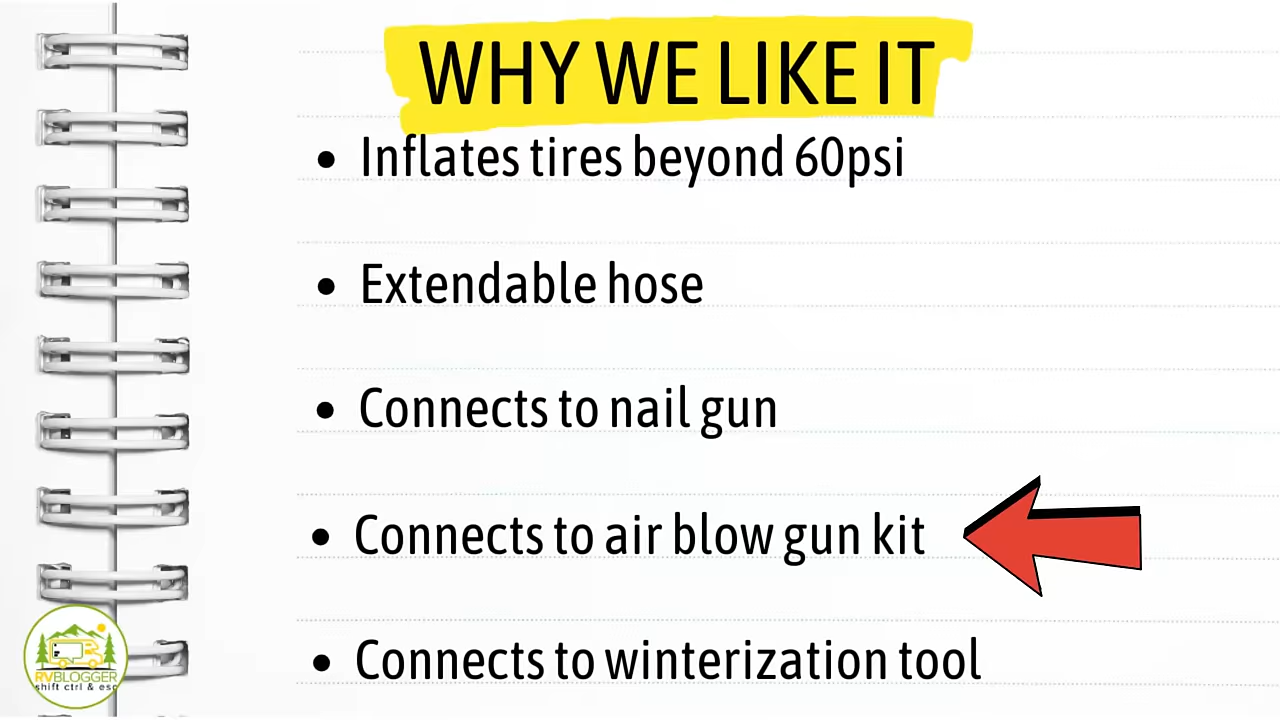 WHY WE LIKE IT
• Inflates tires beyond 60psi
• Extendable hose
• Connects to nail gun
• Connects to air blow gun kit
• Connects to winterization tool
RVBLOGGER
shift ctrl & esc